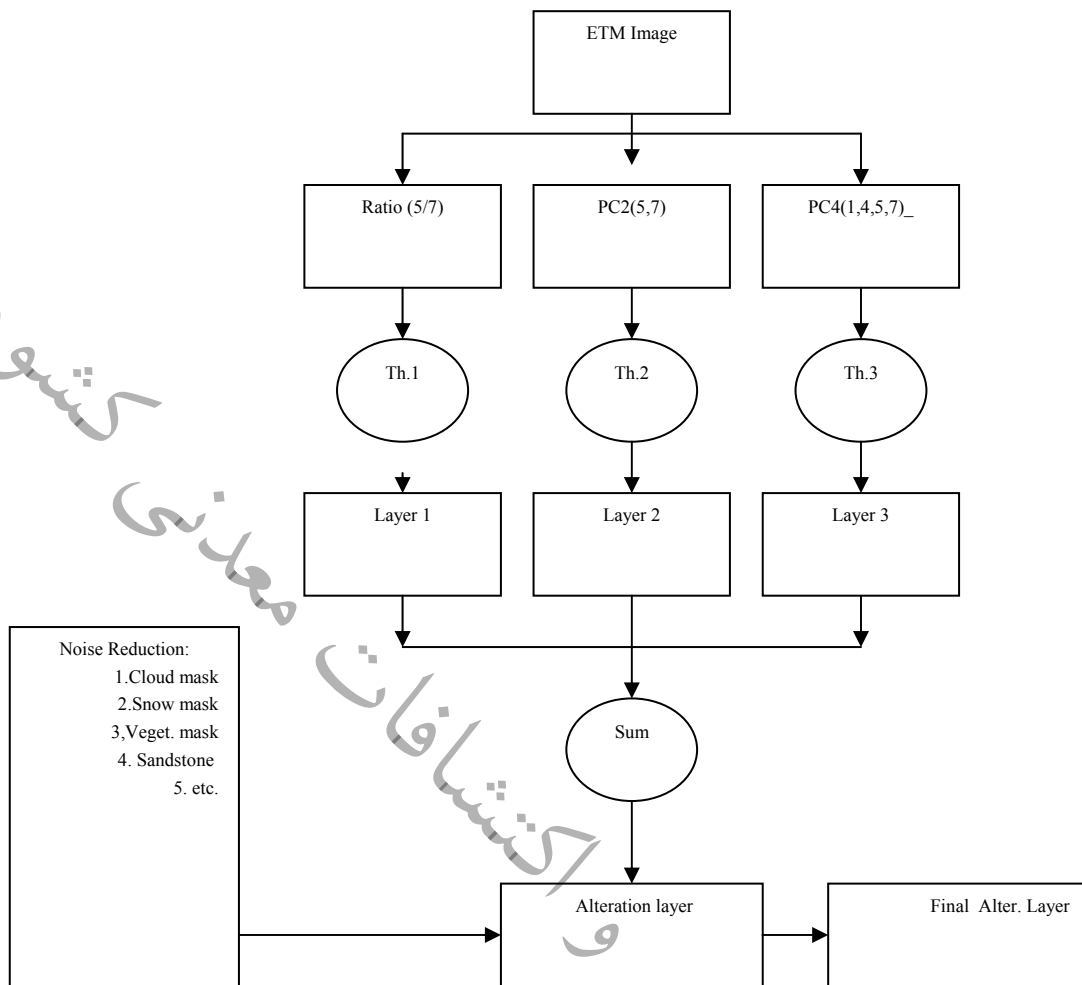 ETM Image
Ratio (5/7)
PC2(5,7)
PC4(1,4,5,7)_
Th.1
Th.2
Th.3
Layer 1
Layer 2
Layer 3
Noise Reduction:
1.Cloud mask
2.Snow mask
3,Veget. mask
4. Sandstone
5. etc.
Sum
Alteration layer
Final Alter. Layer
و اکتشافات معدنی